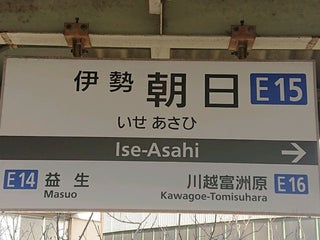 伊勢朝日 E15
いせ あさひ
Ise-Asahi →
E14 益生 川越富洲原 E16
Masuo Kawagoe-Tomisuhara